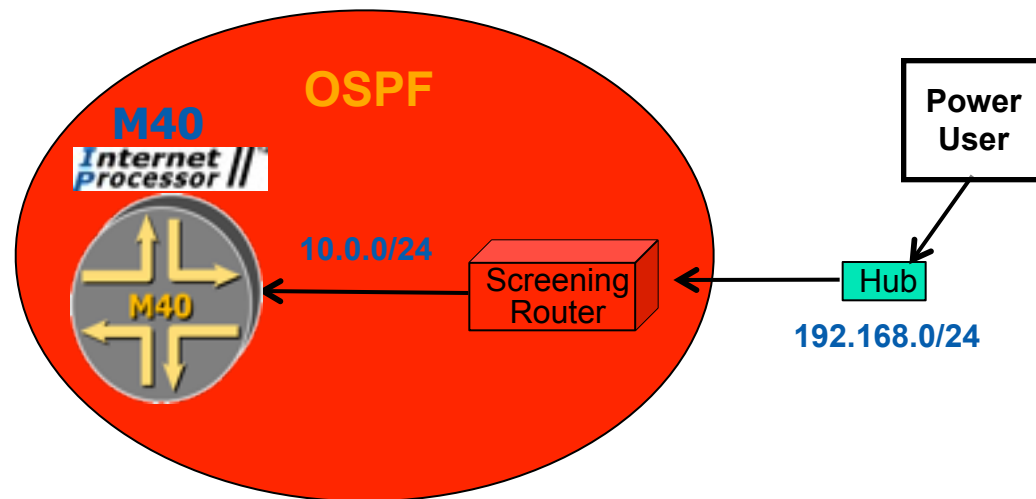 OSPF
M40
Internet
Processor II
M40
10.0.0/24
Screening
Router
Power
User
Hub
192.168.0/24